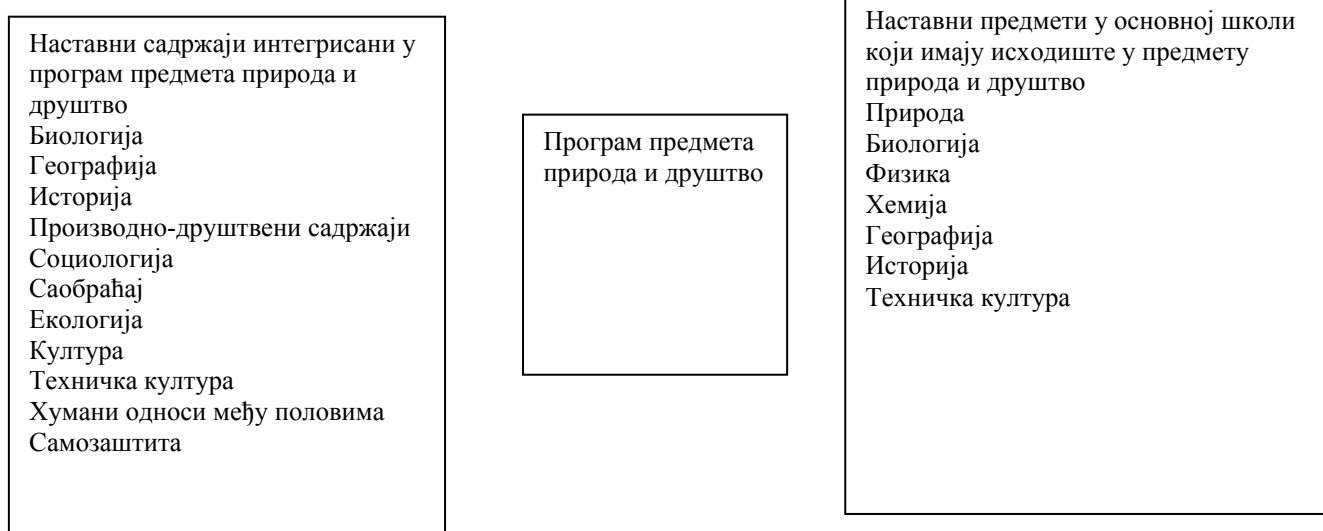 Наставни садржаји интегрисани у
програм предмета природа и
друштво
Биологија
Географија
Историја
Производно-друштвени садржаји
Социологија
Саобраћај
Екологија
Култура
Техничка култура
Хумани односи међу половима
Самозаштита
Програм предмета
природа и друштво
Наставни предмети у основној школи
који имају исходиште у предмету
природа и друштво
Природа
Биологија
Физика
Хемија
Географија
Историја
Техничка култура